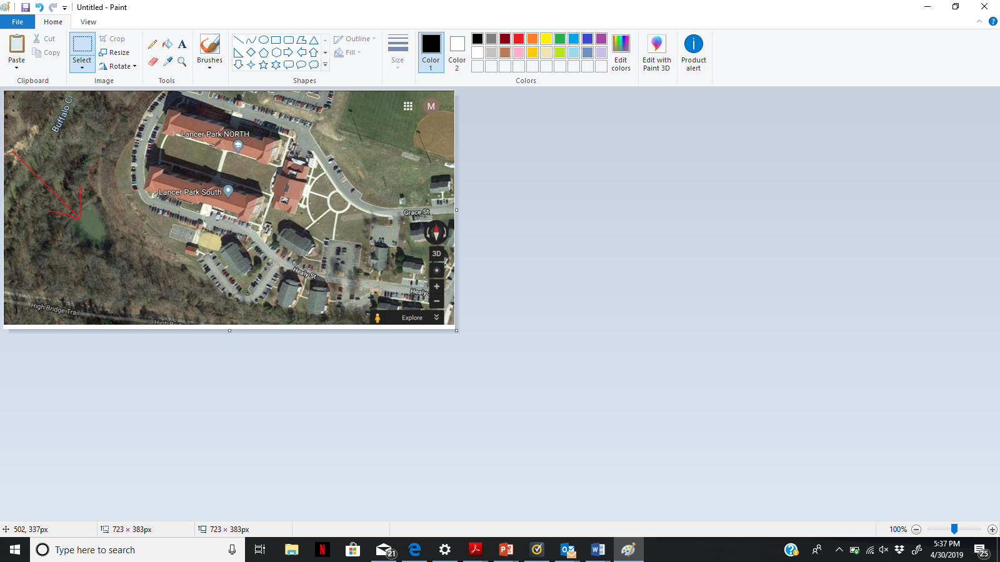 Untitled - Paint
File
Home
View
Paste
Cut
Copy
Clipboard
Select
Crop
Resize
Rotate
Image
A
Tools
Brushes
Outline
Fill
Shapes
Size
Color 1
Color 2
Edit colors
Colors
Edit with Paint 3D
Product alert
Buffalo Cr
M
Lancer Park NORTH
Lancer Park South
Grace St
3D
Healy St
Healy
High Bridge Trail
Explore
502, 337px
723 × 383px
723 × 383px
100%
Type here to search
21
5:37 PM
4/30/2019
25